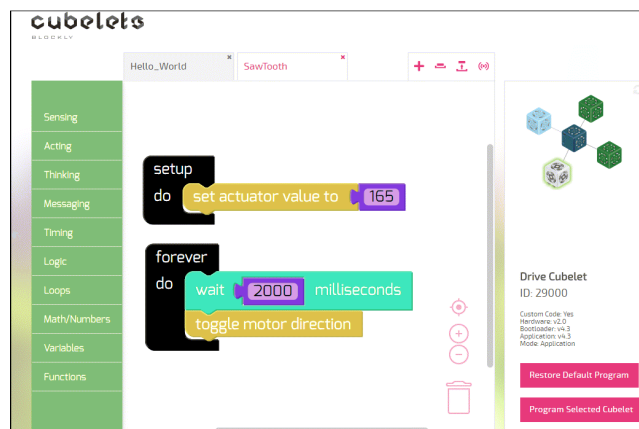 cubelets
BLOCKLY
Hello_World
SawTooth
Sensing
Acting
Thinking
Messaging
Timing
Logic
Loops
Math/Numbers
Variables
Functions
setup
do set actuator value to 165
forever
do wait 2000 milliseconds
toggle motor direction
Drive Cubelet
ID: 29000
Custom Code: Yes
Hardware: v2.0
Bootloader: v4.3
Application: v4.3
Mode: Application
Restore Default Program
Program Selected Cubelet